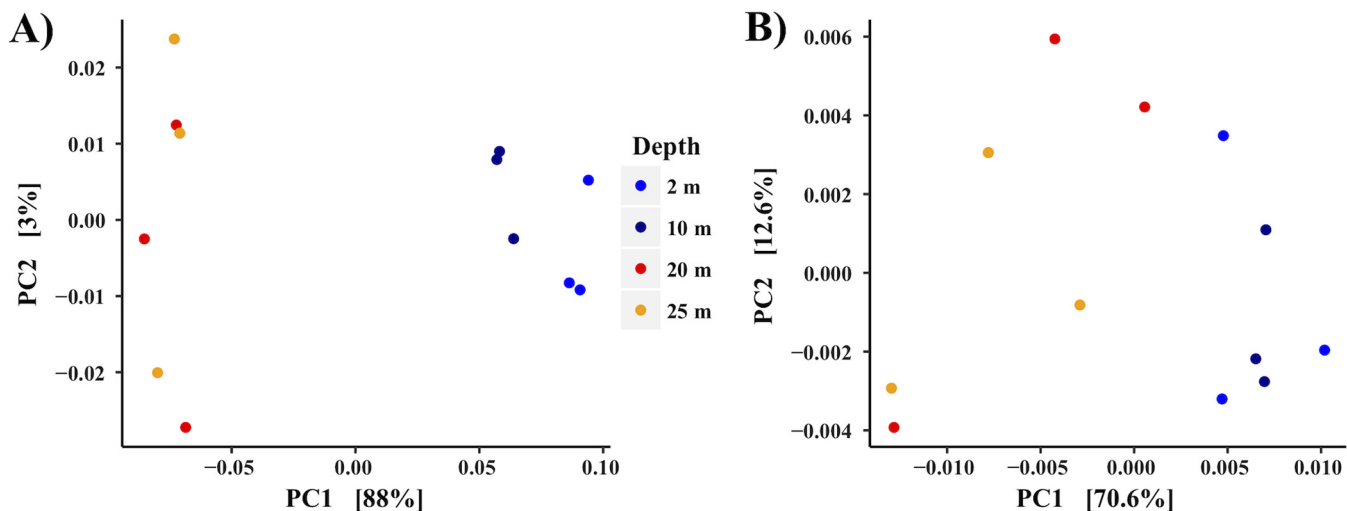 A)
0.02
0.01
0.00
−0.01
−0.02
PC2 [3%]
−0.05
0.00
0.05
0.10
PC1 [88%]
Depth
2 m
10 m
20 m
25 m
B)
0.006
0.004
0.002
0.000
−0.002
−0.004
PC2 [12.6%]
−0.010
−0.005
0.000
0.005
0.010
PC1 [70.6%]